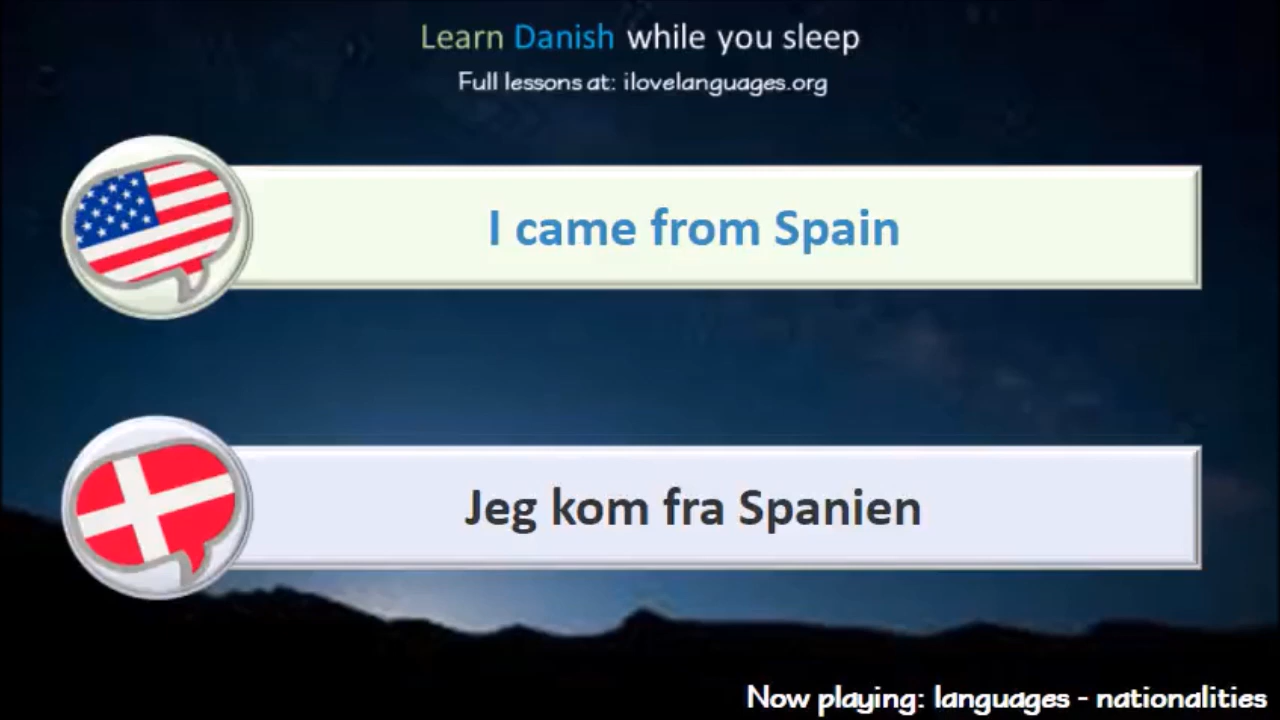 Learn Danish while you sleep
Full lessons at: ilovelanguages.org
I came from Spain
Jeg kom fra Spanien
Now playing: languages - nationalities